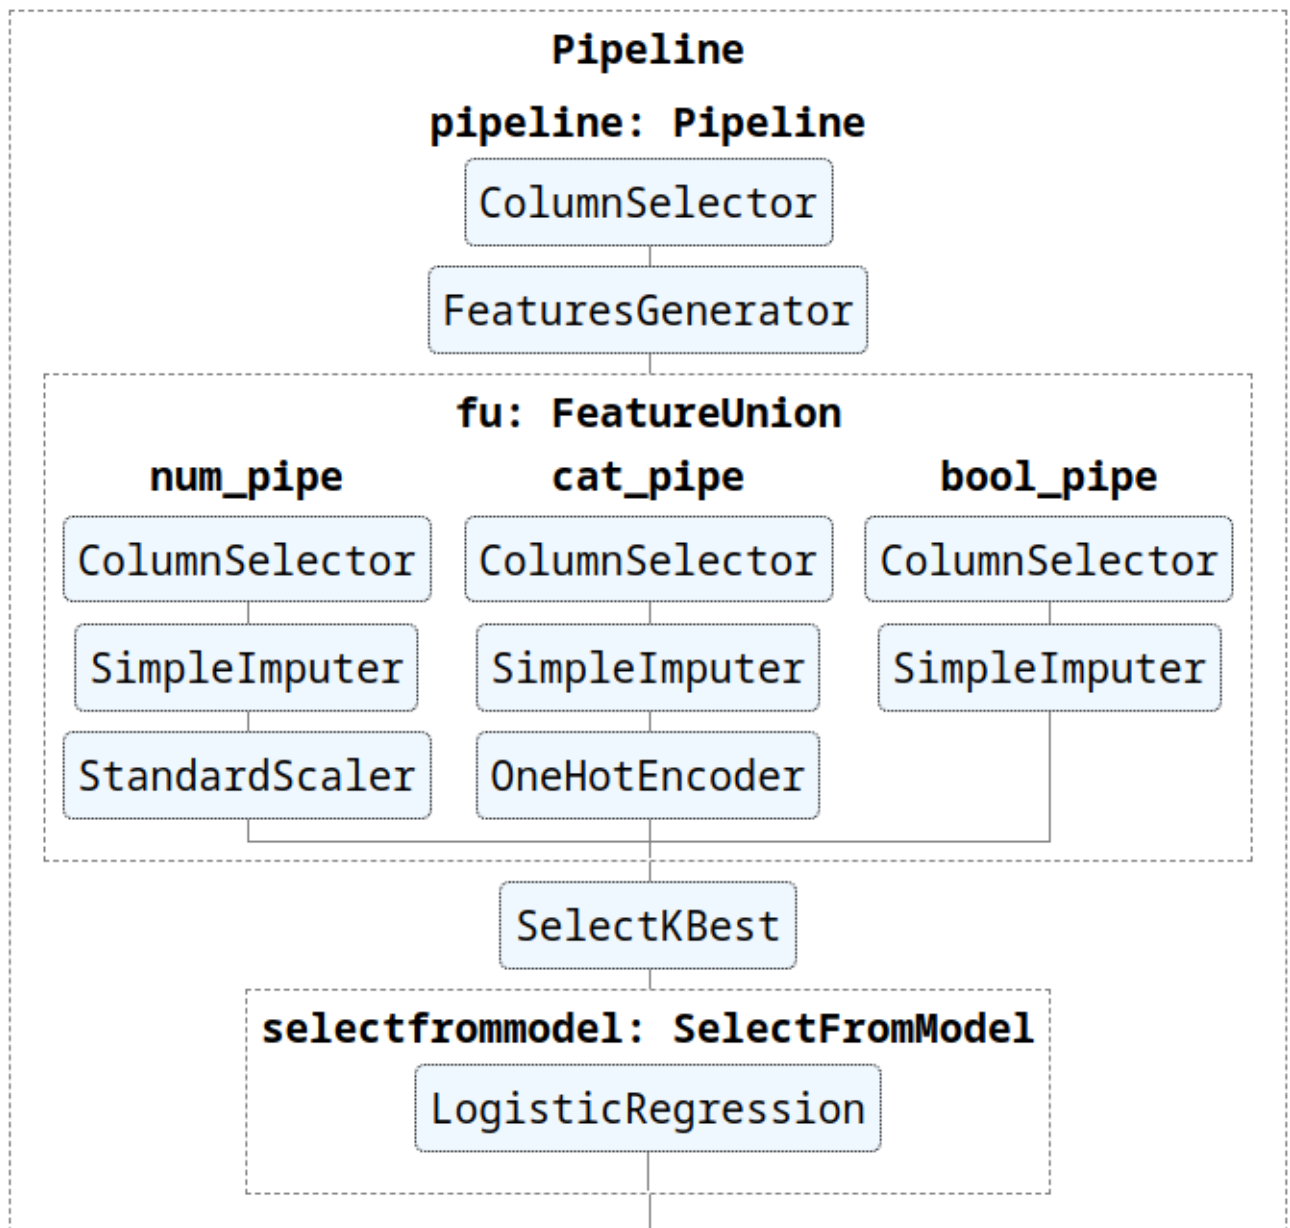 Pipeline
pipeline: Pipeline
ColumnSelector
FeaturesGenerator
fu: FeatureUnion
num_pipe cat_pipe bool_pipe
ColumnSelector ColumnSelector ColumnSelector
SimpleImputer SimpleImputer SimpleImputer
StandardScaler OneHotEncoder
SelectKBest
selectfrommodel: SelectFromModel
LogisticRegression